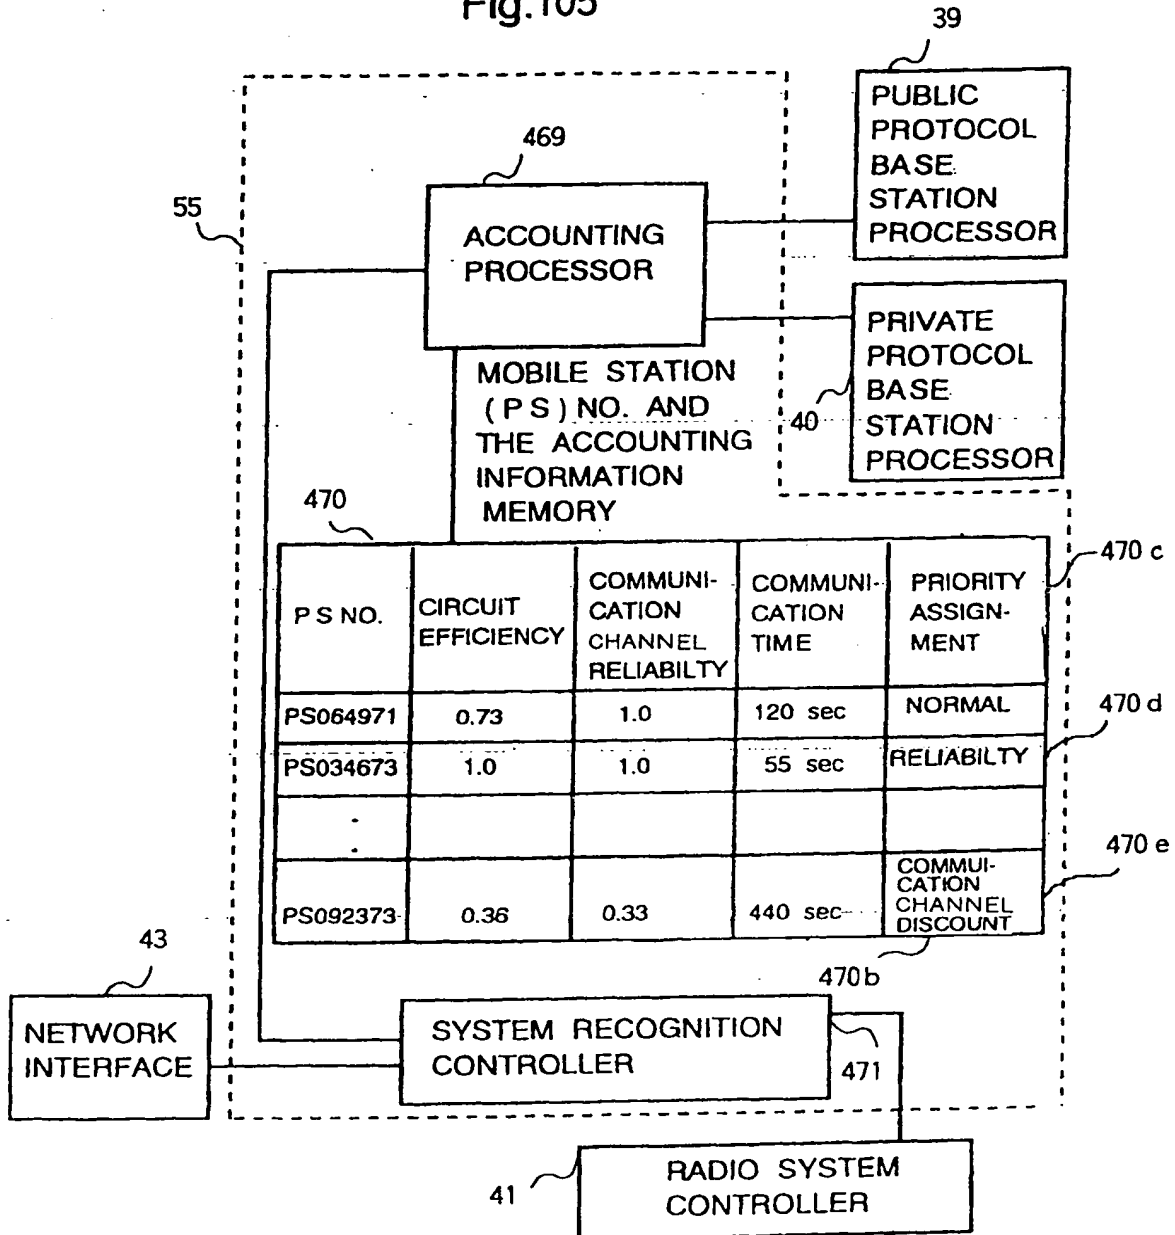 Fig.105
39
PUBLIC
PROTOCOL
BASE
STATION
PROCESSOR
469
55
ACCOUNTING
PROCESSOR
PRIVATE
PROTOCOL
BASE
STATION
PROCESSOR
40
MOBILE STATION
(PS) NO. AND
THE ACCOUNTING
INFORMATION
MEMORY
470
470 c
PS NO.
CIRCUIT
EFFICIENCY
COMMUNI-
CATION
CHANNEL
RELIABILTY
COMMUNI-
CATION
TIME
PRIORITY
ASSIGN-
MENT
PS064971 0.73 1.0 120 sec NORMAL
470 d
PS034673 1.0 1.0 55 sec RELIABILTY
470 e
PS092373 0.36 0.33 440 sec
COMMUI-
CATION
CHANNEL
DISCOUNT
470b
43
NETWORK
INTERFACE
SYSTEM RECOGNITION
CONTROLLER
471
41
RADIO SYSTEM
CONTROLLER